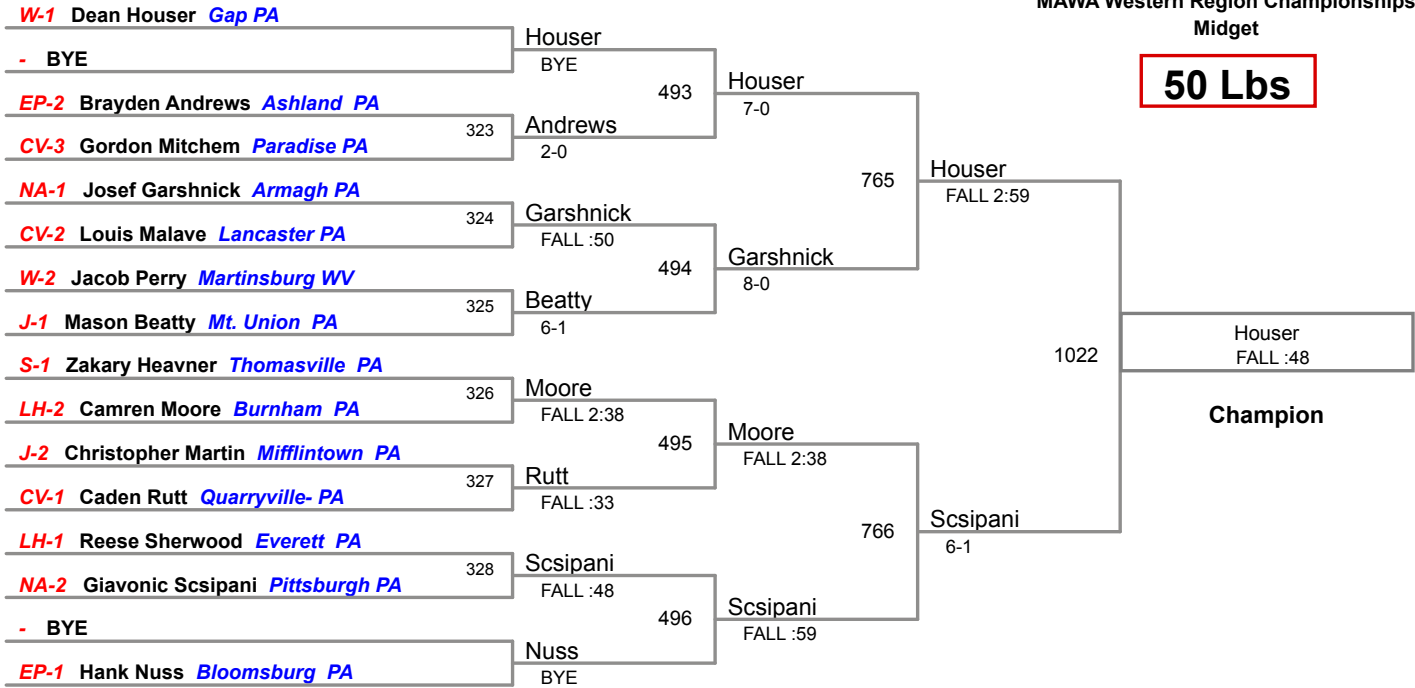 MAWA Western Region Championships
Midget
50 Lbs
W-1 Dean Houser Gap PA
- BYE
EP-2 Brayden Andrews Ashland PA
CV-3 Gordon Mitchem Paradise PA
NA-1 Josef Garshnick Armagh PA
CV-2 Louis Malave Lancaster PA
W-2 Jacob Perry Martinsburg WV
J-1 Mason Beatty Mt. Union PA
S-1 Zakary Heavner Thomasville PA
LH-2 Camren Moore Burnham PA
J-2 Christopher Martin Mifflintown PA
CV-1 Caden Rutt Quarryville- PA
LH-1 Reese Sherwood Everett PA
NA-2 Giavonic Scsipani Pittsburgh PA
- BYE
EP-1 Hank Nuss Bloomsburg PA
323
324
325
326
327
328
Houser
BYE
Andrews
2-0
Garshnick
FALL :50
Beatty
6-1
Moore
FALL 2:38
Rutt
FALL :33
Scsipani
FALL :48
Nuss
BYE
493
494
495
496
Houser
7-0
Garshnick
8-0
Moore
FALL 2:38
Scsipani
FALL :59
765
766
Houser
FALL 2:59
Scsipani
6-1
1022
Houser
FALL :48
Champion